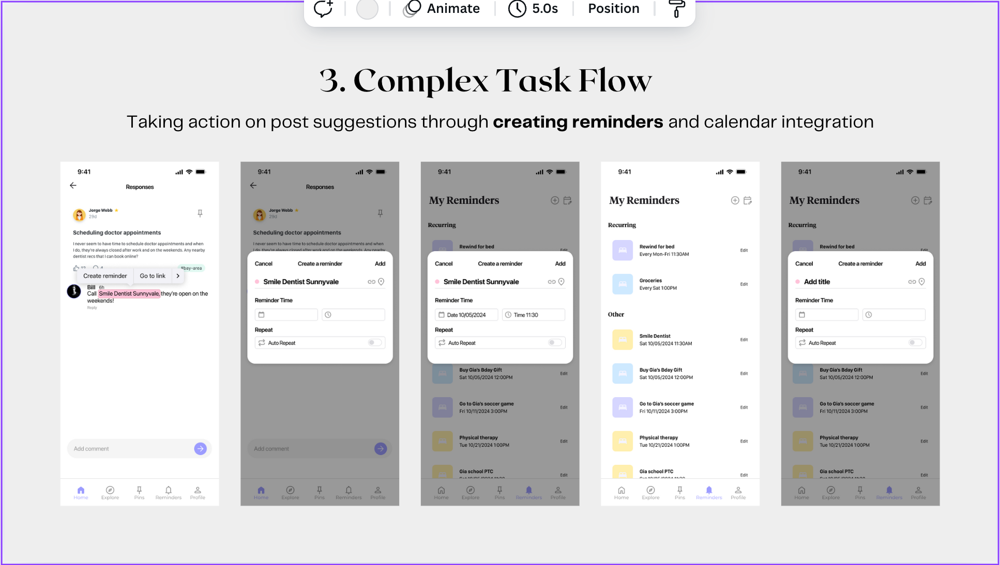 Animate
5.0s
Position
3. Complex Task Flow
Taking action on post suggestions through creating reminders and calendar integration
9:41
Responses
Jorge Webb
29d
Scheduling doctor appointments
I never seem to have time to schedule doctor appointments and when
I do, they're always closed after work and on the weekends. Any nearby
dentist recs that I can book online?
12
4
#bay-area
Create reminder
Go to link
Bill 6h
Call Smile Dentist Sunnyvale, they're open on the
weekends!
Reply
Add comment
Home
Explore
Pins
Reminders
Profile
9:41
Responses
Jorge Webb
29d
Scheduling doctor appointments
I never seem to have time to schedule doctor appointments and when
I do, they're always closed after work and on the weekends. Any nearby
Cancel
Create a reminder
Add
Smile Dentist Sunnyvale
Reminder Time
Repeat
Auto Repeat
Add comment
Home
Explore
Pins
Reminders
Profile
9:41
My Reminders
Recurring
Rewind for bed
Edit
Cancel
Create a reminder
Add
Smile Dentist Sunnyvale
Reminder Time
Date 10/05/2024
Time 11:30
Repeat
Auto Repeat
Buy Gia's Bday Gift
Sat 10/05/2024 12:00PM
Edit
Go to Gia's soccer game
Fri 10/11/2024 3:00PM
Edit
Physical therapy
Tue 10/21/2024 1:00PM
Edit
Gia school PTC
Edit
Home
Explore
Pins
Reminders
Profile
9:41
My Reminders
Recurring
Rewind for bed
Every Mon-Fri 11:30AM
Edit
Groceries
Every Sat 1:00PM
Edit
Other
Smile Dentist
Sat 10/05/2024 11:30AM
Edit
Buy Gia's Bday Gift
Sat 10/05/2024 12:00PM
Edit
Go to Gia's soccer game
Fri 10/11/2024 3:00PM
Edit
Physical therapy
Tue 10/21/2024 1:00PM
Edit
Gia school PTC
Edit
Home
Explore
Pins
Reminders
Profile
9:41
My Reminders
Recurring
Rewind for bed
Edit
Cancel
Create a reminder
Add
Add title
Reminder Time
Repeat
Auto Repeat
Buy Gia's Bday Gift
Sat 10/05/2024 12:00PM
Edit
Go to Gia's soccer game
Fri 10/11/2024 3:00PM
Edit
Physical therapy
Tue 10/21/2024 1:00PM
Edit
Gia school PTC
Edit
Home
Explore
Pins
Reminders
Profile